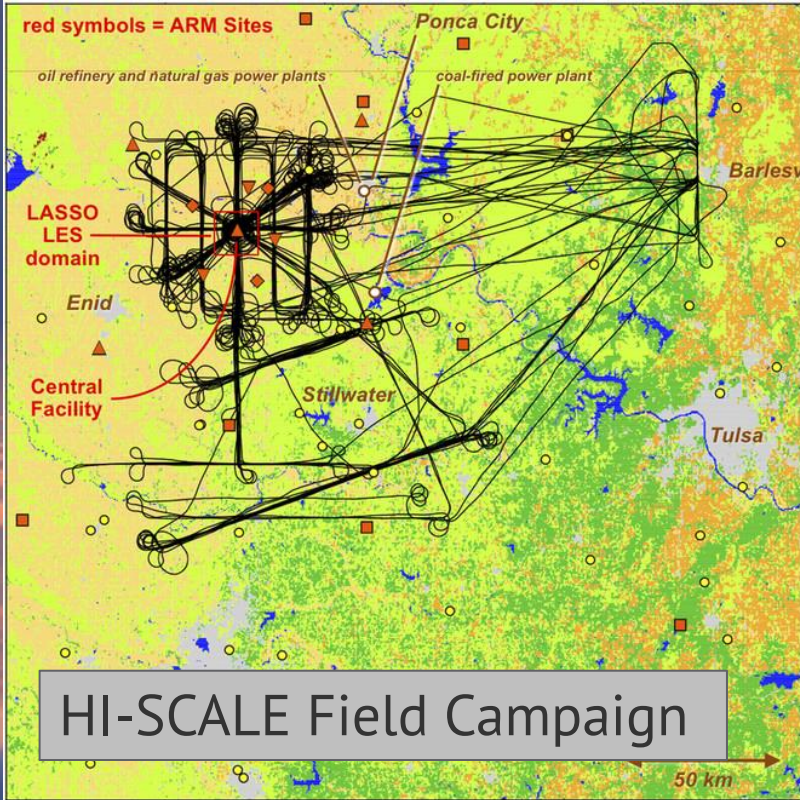 red symbols = ARM Sites
Ponca City
oil refinery and natural gas power plants
coal-fired power plant
Barlesv
LASSO
LES
domain
Enid
Central
Facility
Stillwater
Tulsa
HI-SCALE Field Campaign
50 km